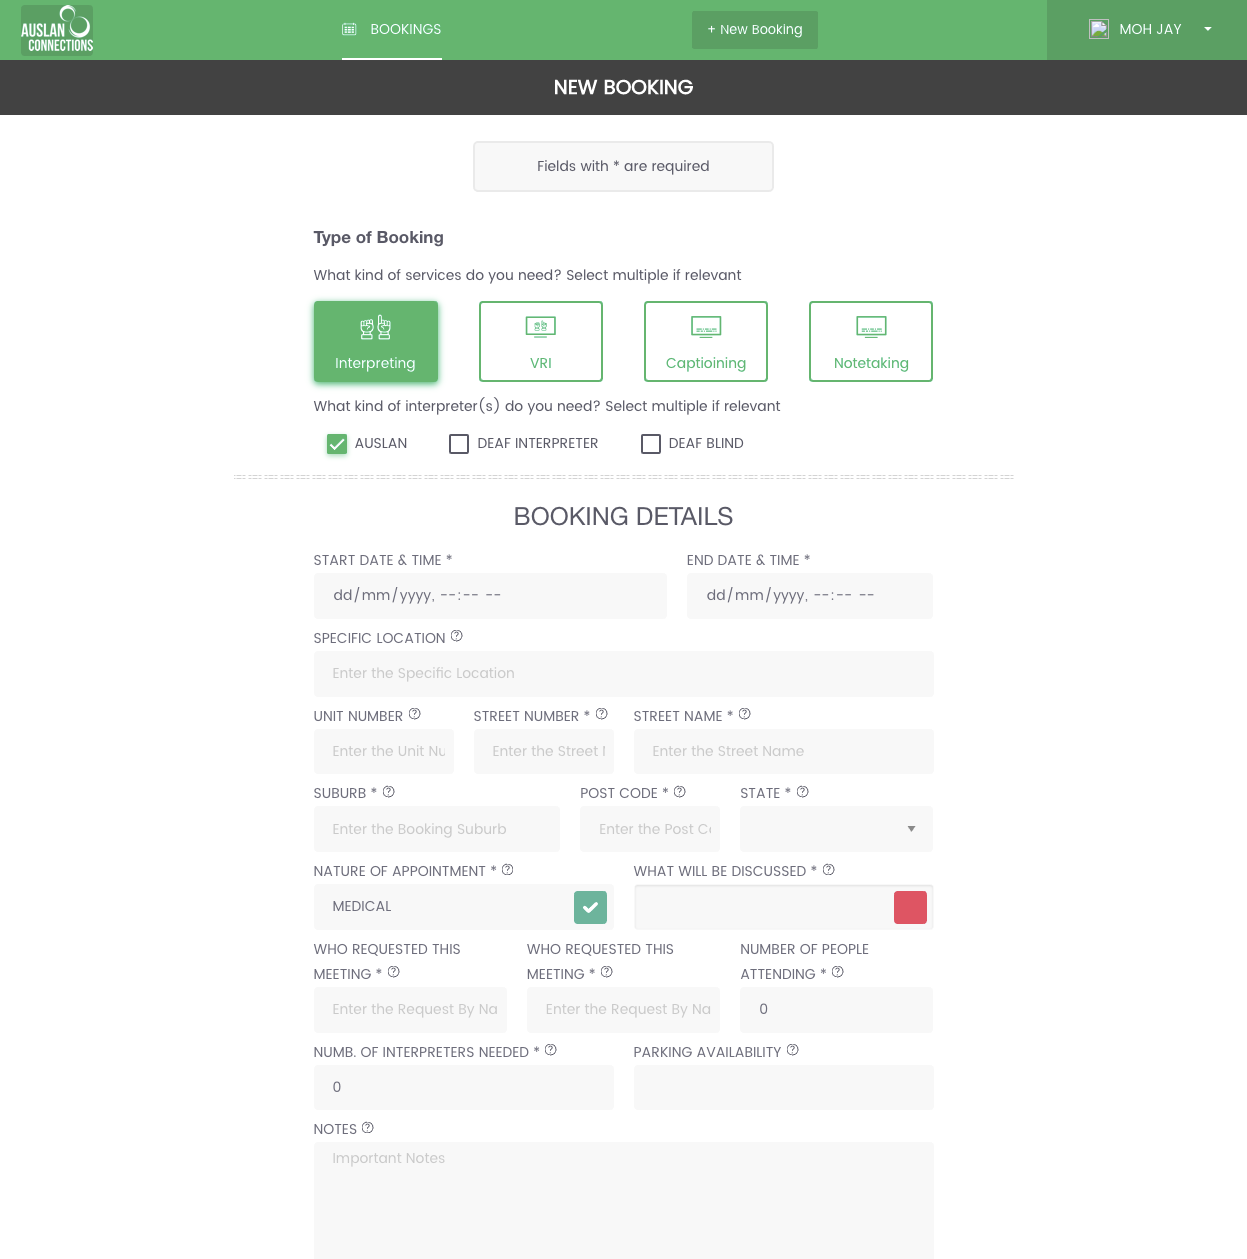 AUSLAN
CONNECTIONS
BOOKINGS
+ New Booking
MOH JAY
NEW BOOKING
Fields with * are required
Type of Booking
What kind of services do you need? Select multiple if relevant
Interpreting
VRI
Captioining
Notetaking
What kind of interpreter(s) do you need? Select multiple if relevant
AUSLAN
DEAF INTERPRETER
DEAF BLIND
BOOKING DETAILS
START DATE & TIME *
END DATE & TIME *
dd/mm/yyyy, --:-- --
dd/mm/yyyy, --:-- --
SPECIFIC LOCATION
Enter the Specific Location
UNIT NUMBER
STREET NUMBER *
STREET NAME *
Enter the Unit Nu
Enter the Street
Enter the Street Name
SUBURB *
POST CODE *
STATE *
Enter the Booking Suburb
Enter the Post Co
NATURE OF APPOINTMENT *
WHAT WILL BE DISCUSSED *
MEDICAL
WHO REQUESTED THIS
MEETING *
WHO REQUESTED THIS
MEETING *
NUMBER OF PEOPLE
ATTENDING *
Enter the Request By Na
Enter the Request By Na
0
NUMB. OF INTERPRETERS NEEDED *
PARKING AVAILABILITY
0
NOTES
Important Notes